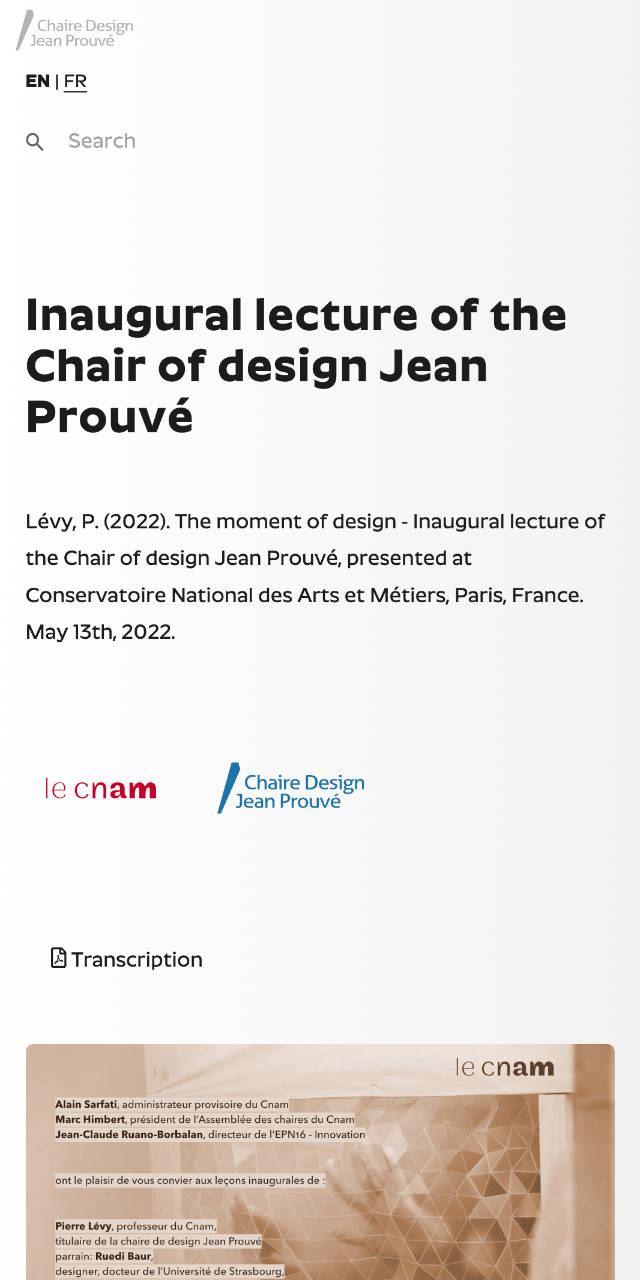 Chaire Design
Jean Prouvé
EN | FR
Search
Inaugural lecture of the
Chair of design Jean
Prouvé
Lévy, P. (2022). The moment of design - Inaugural lecture of
the Chair of design Jean Prouvé, presented at
Conservatoire National des Arts et Métiers, Paris, France.
May 13th, 2022.
le cnam
Chaire Design
Jean Prouvé
Transcription
le cnam
Alain Sarfati, administrateur provisoire du Cnam
Marc Himbert, président de l'Assemblée des chaires du Cnam
Jean-Claude Ruano-Borbalan, directeur de l'EPN16 - Innovation
ont le plaisir de vous convier aux leçons inaugurales de :
Pierre Lévy, professeur du Cnam,
titulaire de la chaire de design Jean Prouvé
parrain: Ruedi Baur,
designer, docteur de l'Université de Strasbourg,